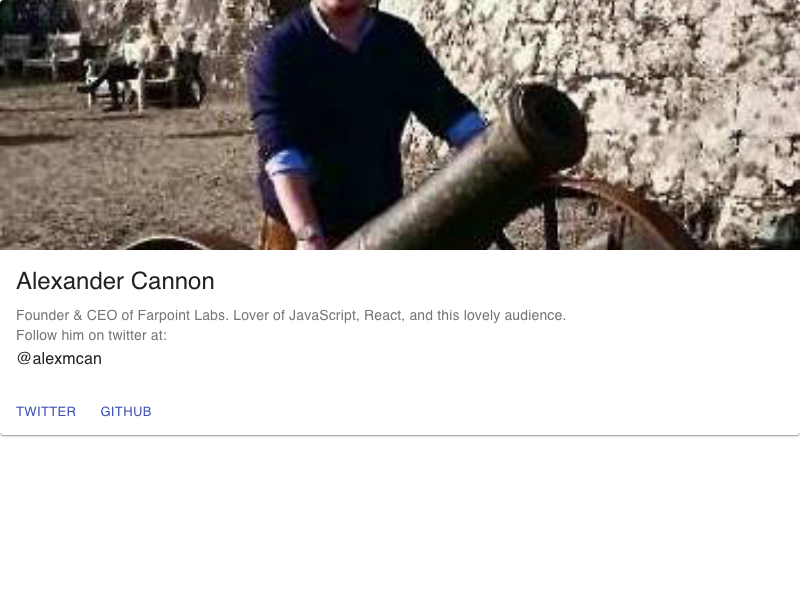 Alexander Cannon
Founder & CEO of Farpoint Labs. Lover of JavaScript, React, and this lovely audience.
Follow him on twitter at:
@alexmcan
TWITTER GITHUB